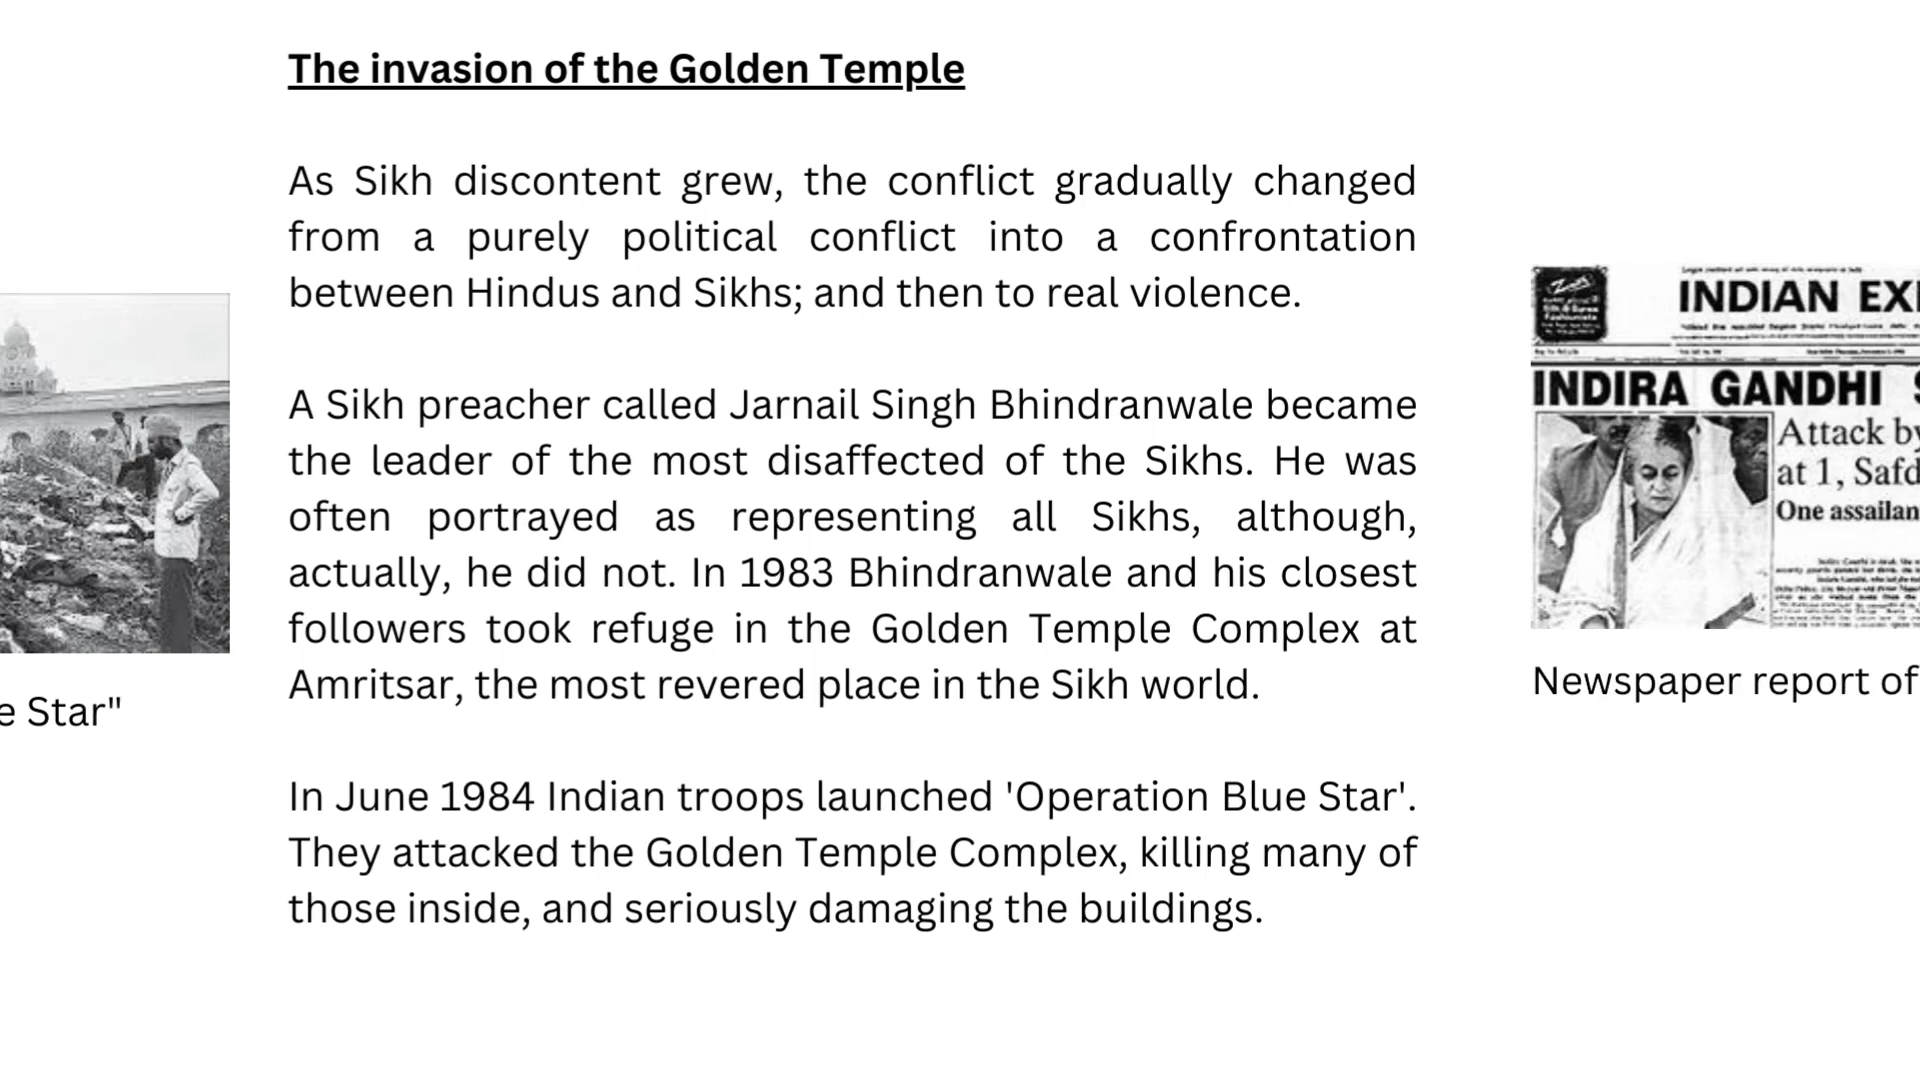 The invasion of the Golden Temple
As Sikh discontent grew, the conflict gradually changed
from a purely political conflict into a confrontation
between Hindus and Sikhs; and then to real violence.
A Sikh preacher called Jarnail Singh Bhindranwale became
the leader of the most disaffected of the Sikhs. He was
often portrayed as representing all Sikhs, although,
actually, he did not. In 1983 Bhindranwale and his closest
followers took refuge in the Golden Temple Complex at
Amritsar, the most revered place in the Sikh world.
In June 1984 Indian troops launched 'Operation Blue Star'.
They attacked the Golden Temple Complex, killing many of
those inside, and seriously damaging the buildings.
e Star"
INDIAN EX
INDIRA GANDHI S
Attack by
at 1, Safd
One assailan
Newspaper report of